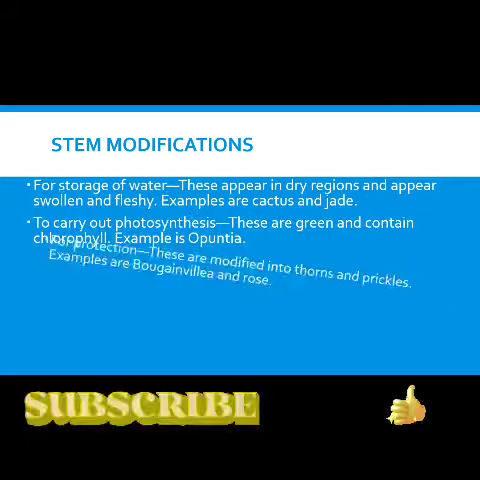 STEM MODIFICATIONS
• For storage of water—These appear in dry regions and appear
swollen and fleshy. Examples are cactus and jade.
• To carry out photosynthesis—These are green and contain
chlorophyll. Example is Opuntia.
For protection—These are modified into thorns and prickles.
Examples are Bougainvillea and rose.
SUBSCRIBE